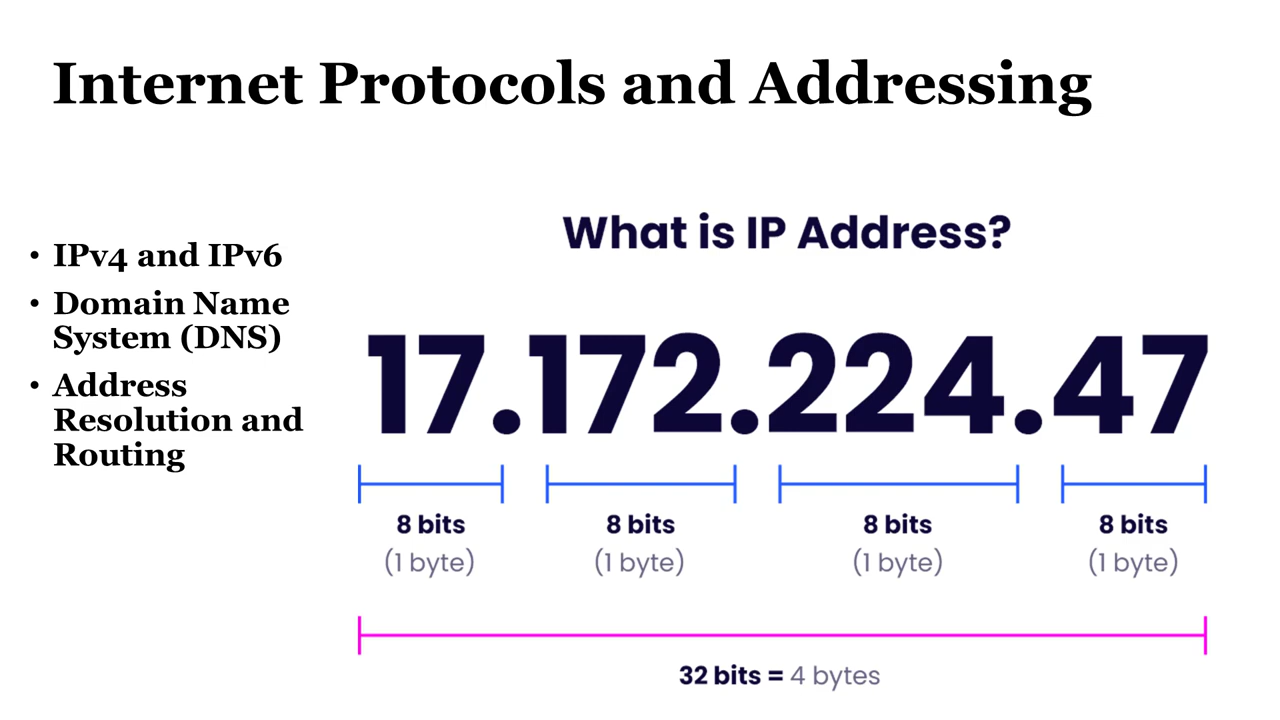 Internet Protocols and Addressing
• IPv4 and IPv6
• Domain Name
System (DNS)
• Address
Resolution and
Routing
What is IP Address?
17.172.224.47
8 bits 8 bits 8 bits 8 bits
(1 byte) (1 byte) (1 byte) (1 byte)
32 bits = 4 bytes